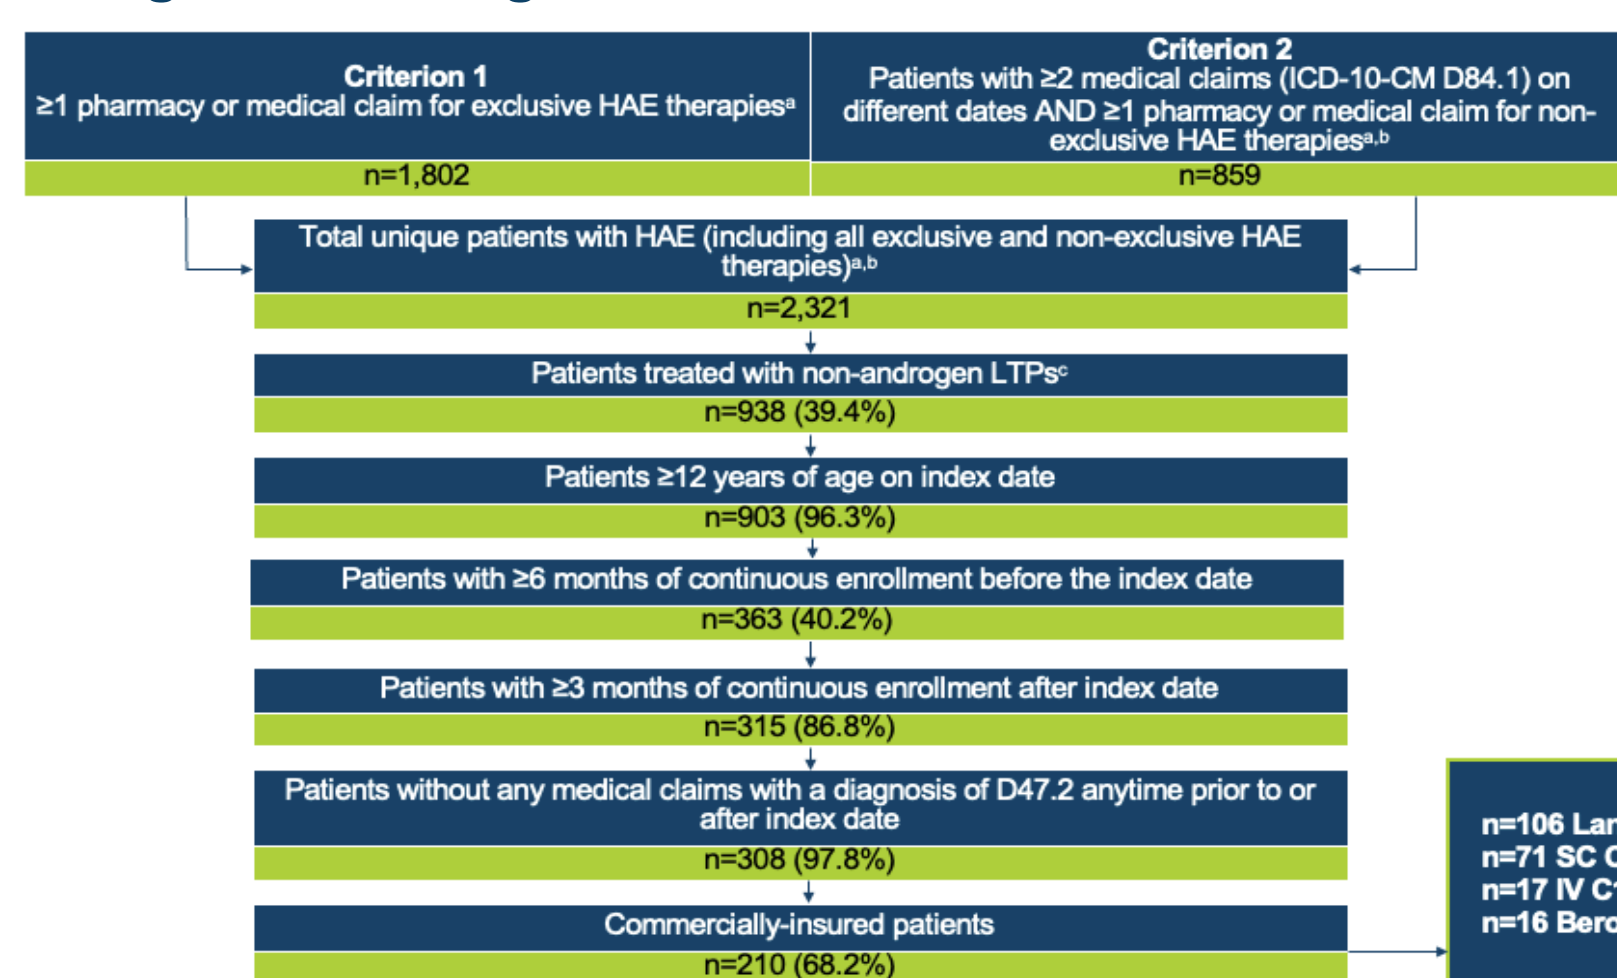 Criterion 1
≥1 pharmacy or medical claim for exclusive HAE therapiesᵃ
n=1,802
Criterion 2
Patients with ≥2 medical claims (ICD-10-CM D84.1) on
different dates AND ≥1 pharmacy or medical claim for non-
exclusive HAE therapiesᵃ,ᵇ
n=859
Total unique patients with HAE (including all exclusive and non-exclusive HAE
therapies)ᵃ,ᵇ
n=2,321
Patients treated with non-androgen LTPsᶜ
n=938 (39.4%)
Patients ≥12 years of age on index date
n=903 (96.3%)
Patients with ≥6 months of continuous enrollment before the index date
n=363 (40.2%)
Patients with ≥3 months of continuous enrollment after index date
n=315 (86.8%)
Patients without any medical claims with a diagnosis of D47.2 anytime prior to or
after index date
n=308 (97.8%)
Commercially-insured patients
n=210 (68.2%)
n=106
n=71 SC
n=17 IV
n=16